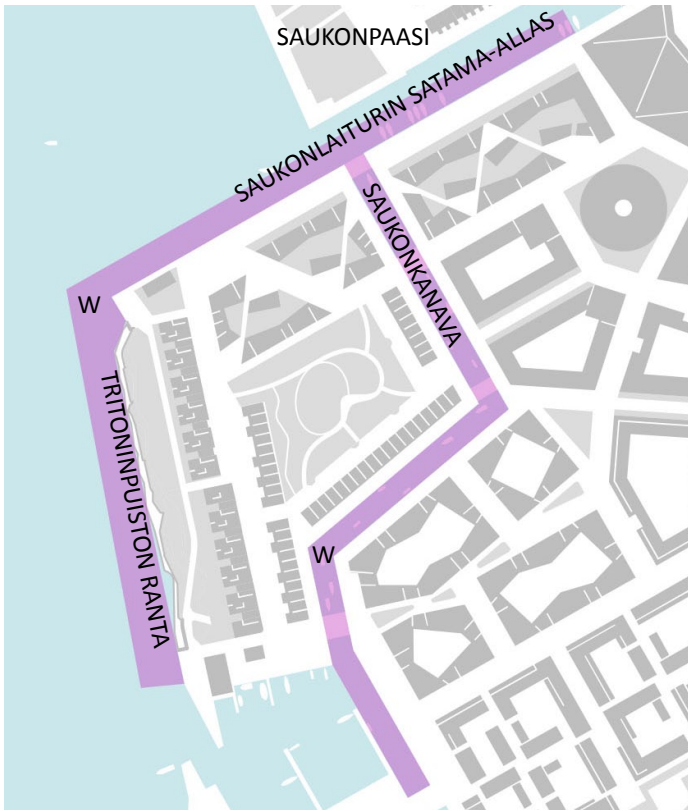 SAUKONPAASI
SAUKONLAITURIN SATAMA-ALLAS
SAUKONKANAVA
W
TRITONINPUISTON RANTA
W